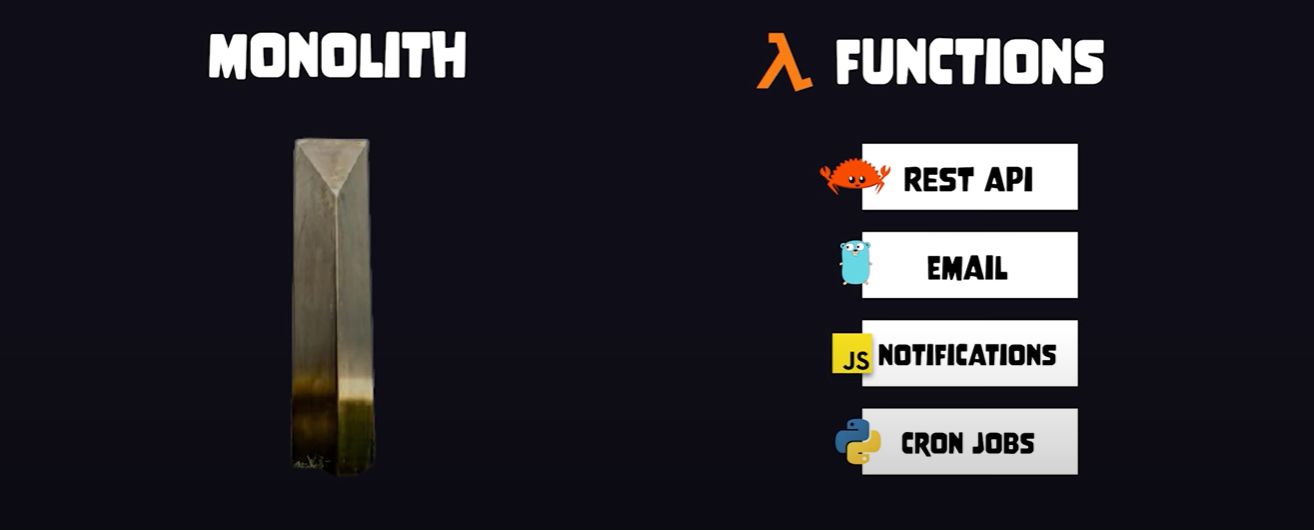 MONOLITH
λ FUNCTIONS
REST API
EMAIL
JS NOTIFICATIONS
CRON JOBS